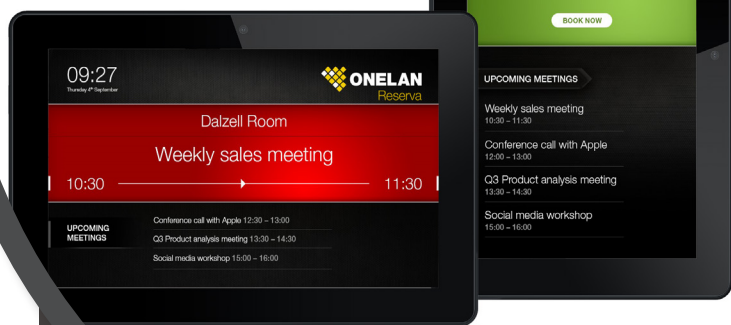 09:27
Thursday 4th September
ONELAN
Reserva
Dalzell Room
Weekly sales meeting
10:30
11:30
UPCOMING
MEETINGS
Conference call with Apple 12:30 – 13:00
Q3 Product analysis meeting 13:30 – 14:30
Social media workshop 15:00 – 16:00
BOOK NOW
UPCOMING MEETINGS
Weekly sales meeting
10:30 – 11:30
Conference call with Apple
12:00 – 13:00
Q3 Product analysis meeting
13:30 – 14:30
Social media workshop
15:00 – 16:00